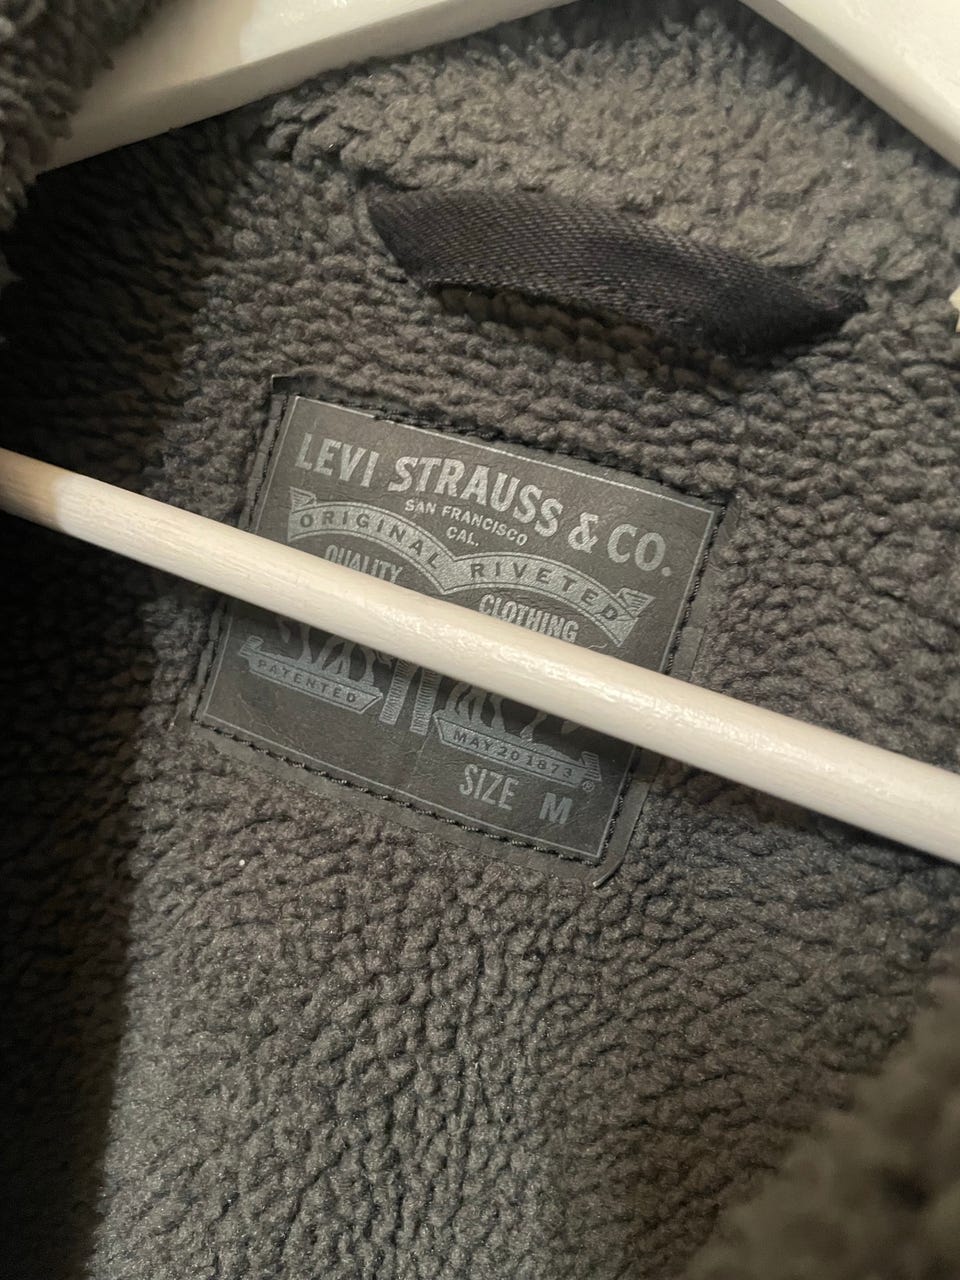 LEVI STRAUSS & CO.
SAN FRANCISCO
CAL.
ORIGINAL RIVETED
QUALITY CLOTHING
PATENTED
MAY 20 1873
®
SIZE M